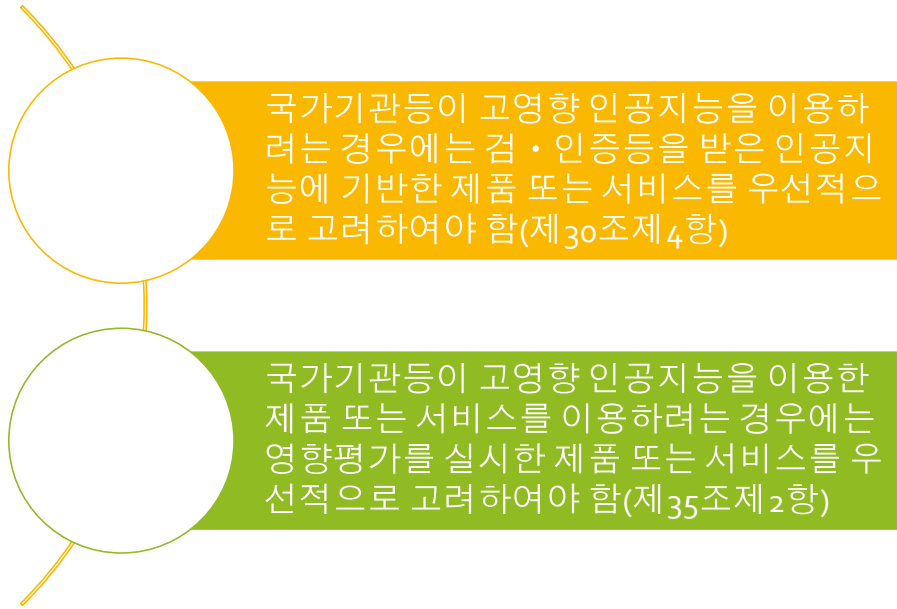 국가기관등이 고영향 인공지능을 이용하
려는 경우에는 검・인증등을 받은 인공지
능에 기반한 제품 또는 서비스를 우선적으
로 고려하여야 함(제30조제4항)
국가기관등이 고영향 인공지능을 이용한
제품 또는 서비스를 이용하려는 경우에는
영향평가를 실시한 제품 또는 서비스를 우
선적으로 고려하여야 함(제35조제2항)